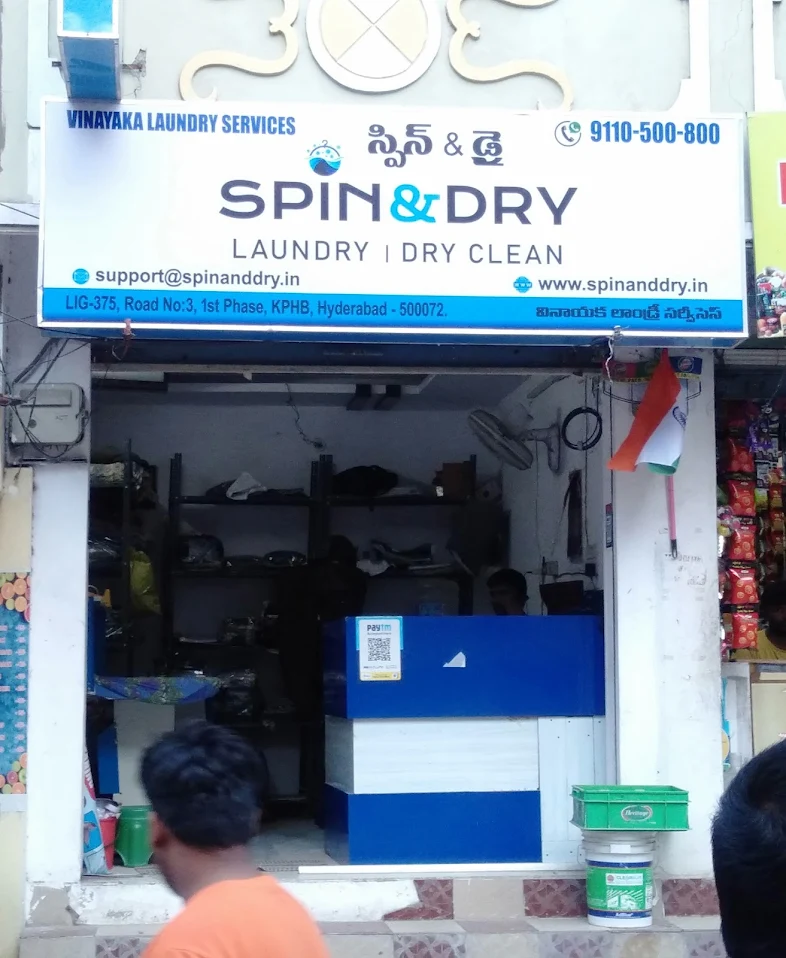 VINAYAKA LAUNDRY SERVICES
స్పిన్ & డ్రై
9110-500-800
SPIN&DRY
LAUNDRY | DRY CLEAN
support@spinanddry.in
www.spinanddry.in
LIG-375, Road No:3, 1st Phase, KPHB, Hyderabad - 500072.
వినాయక లాండ్రీ సర్వీసెస్
paytm
Heritage